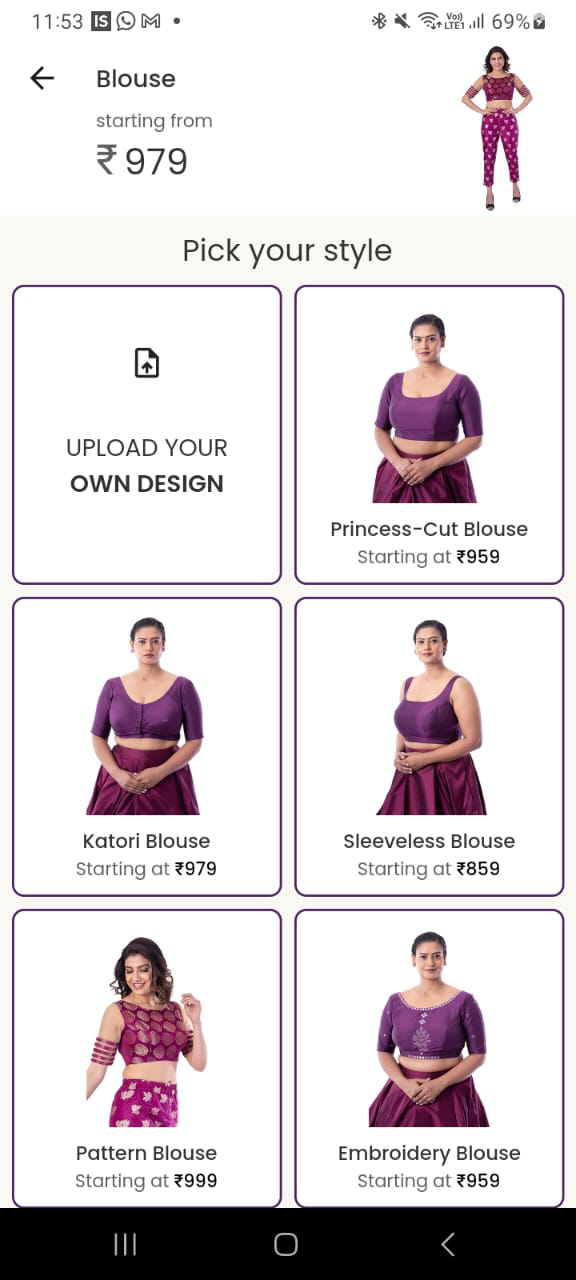 11:53 IS Vo)) LTE1 69%
Blouse
starting from
₹ 979
Pick your style
UPLOAD YOUR
OWN DESIGN
Princess-Cut Blouse
Starting at ₹959
Katori Blouse
Starting at ₹979
Sleeveless Blouse
Starting at ₹859
Pattern Blouse
Starting at ₹999
Embroidery Blouse
Starting at ₹959